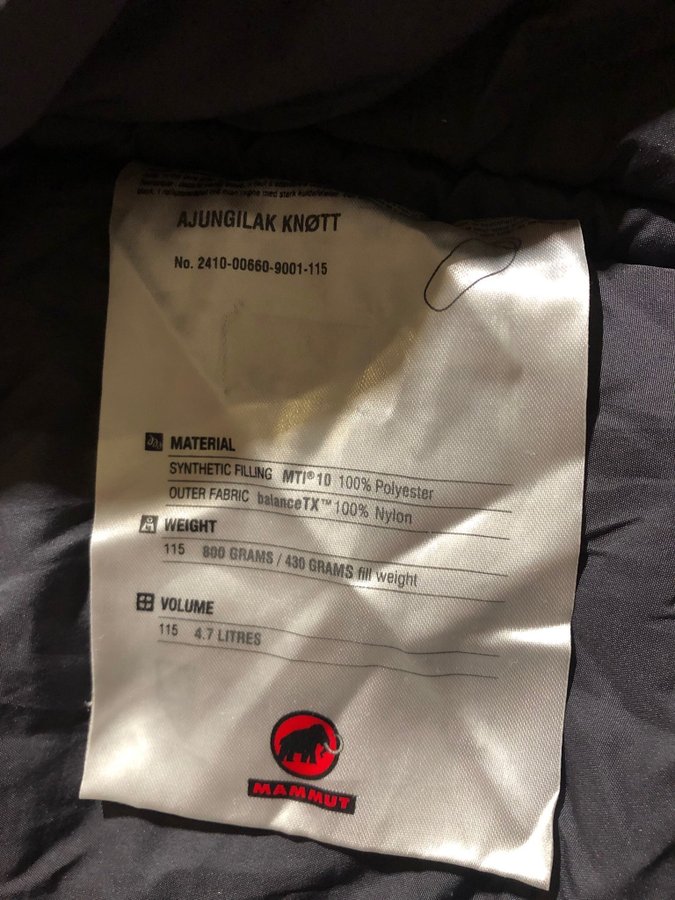 AJUNGILAK KNØTT
No. 2410-00660-9001-115
MATERIAL
SYNTHETIC FILLING MTI®10 100% Polyester
OUTER FABRIC balanceTX™ 100% Nylon
WEIGHT
115 800 GRAMS / 430 GRAMS fill weight
VOLUME
115 4.7 LITRES
MAMMUT